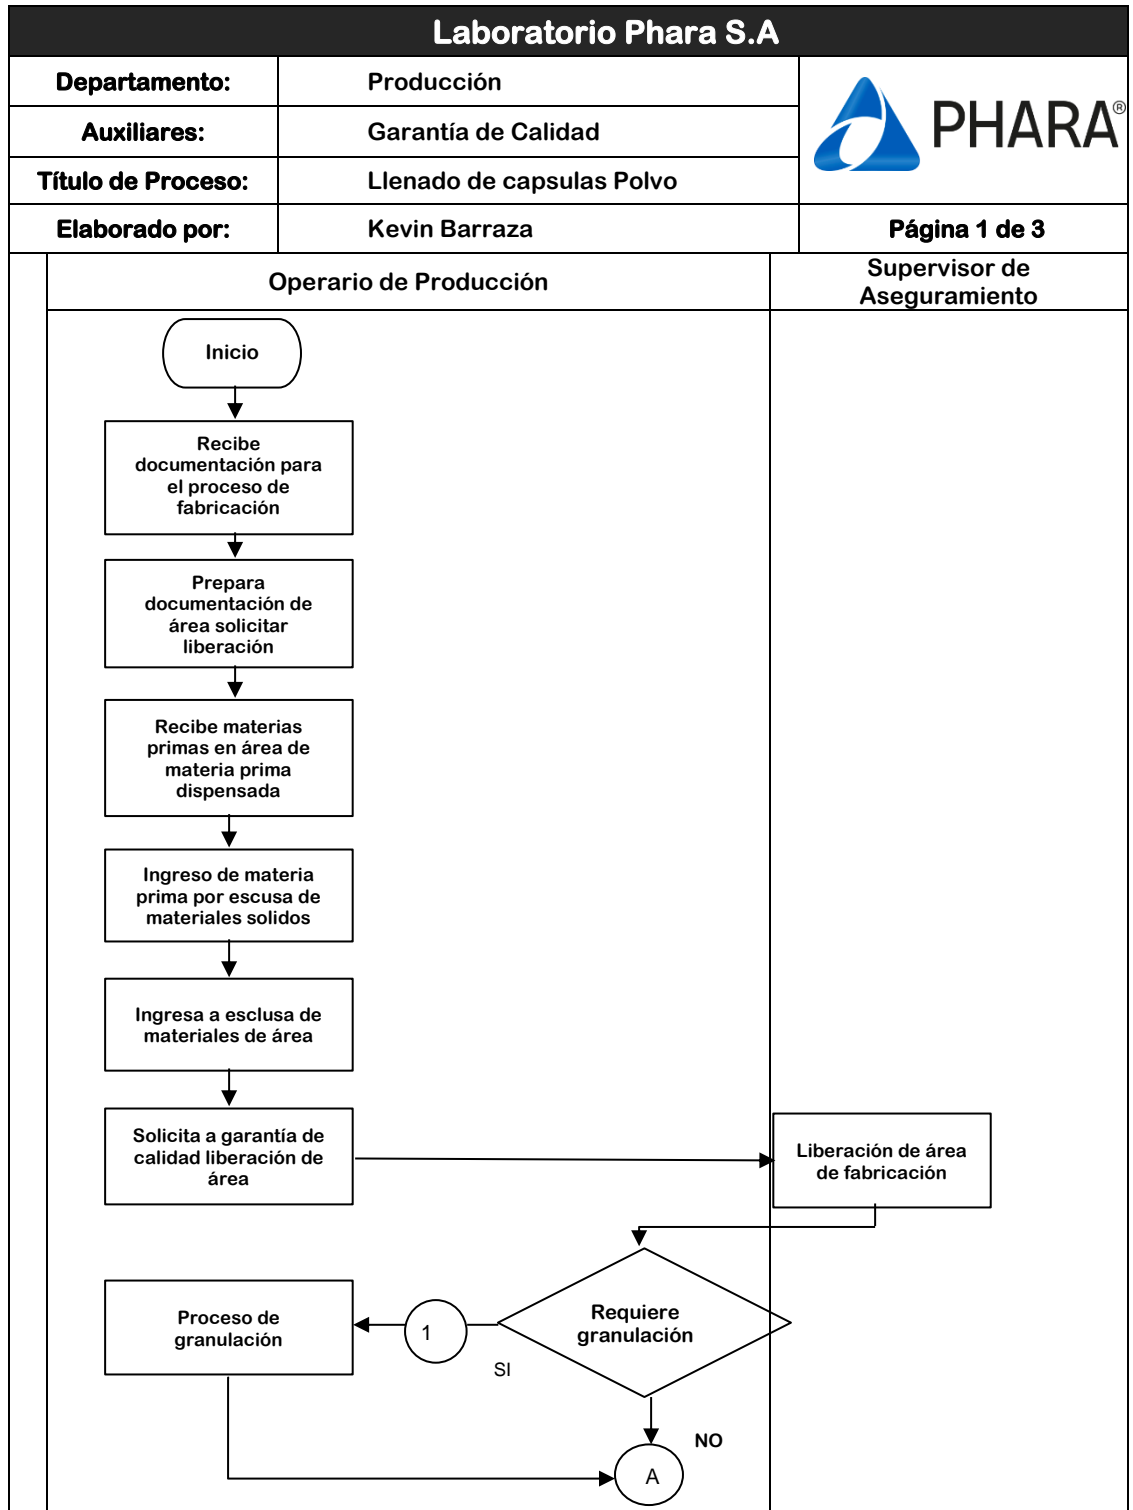 Laboratorio Phara S.A
Departamento:
Producción
Auxiliares:
Garantía de Calidad
PHARA®
Título de Proceso:
Llenado de capsulas Polvo
Elaborado por:
Kevin Barraza
Página 1 de 3
Operario de Producción
Supervisor de
Aseguramiento
Inicio
Recibe
documentación para
el proceso de
fabricación
Prepara
documentación de
área solicitar
liberación
Recibe materias
primas en área de
materia prima
dispensada
Ingreso de materia
prima por escusa de
materiales solidos
Ingresa a esclusa de
materiales de área
Solicita a garantía de
calidad liberación de
área
Liberación de área
de fabricación
Requiere
granulación
1
Proceso de
granulación
SI
NO
A